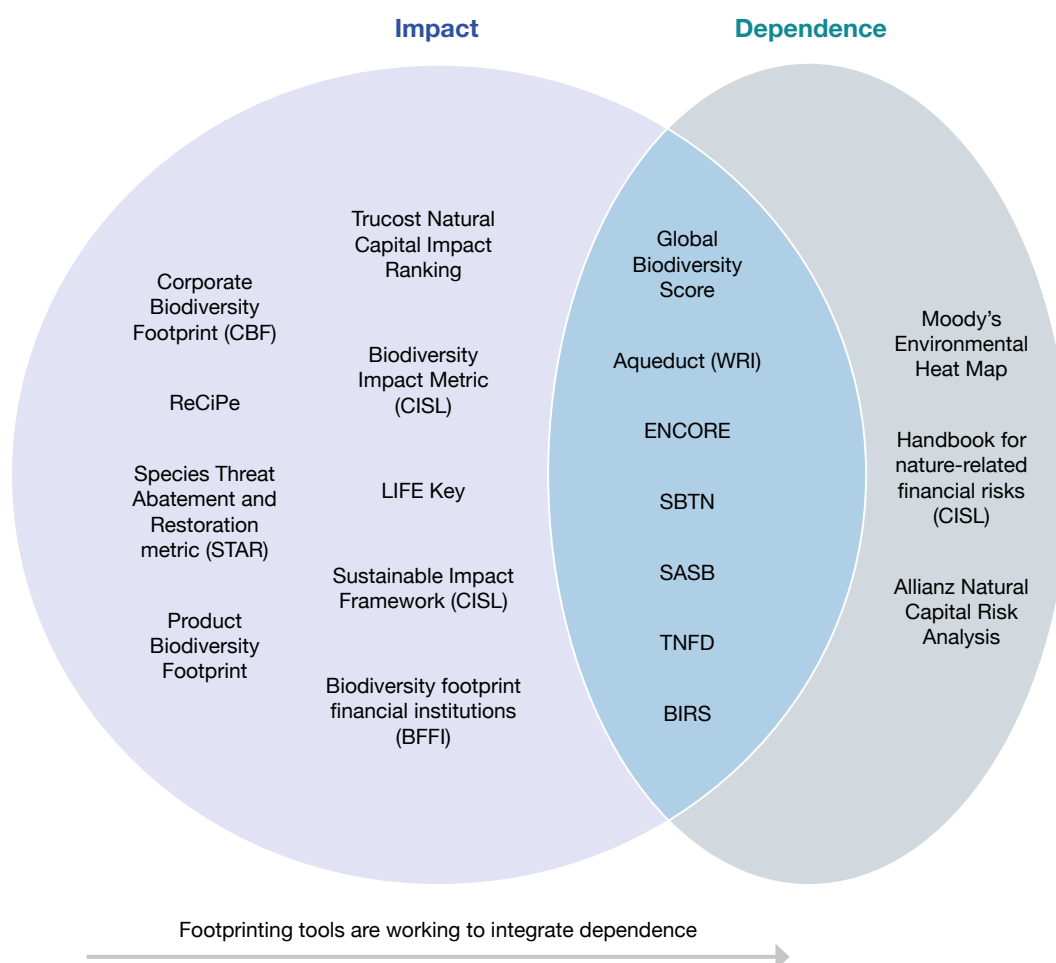 Impact
Dependence
Corporate
Biodiversity
Footprint (CBF)
ReCiPe
Species Threat
Abatement and
Restoration
metric (STAR)
Product
Biodiversity
Footprint
Trucost Natural
Capital Impact
Ranking
Biodiversity
Impact Metric
(CISL)
LIFE Key
Sustainable Impact
Framework (CISL)
Biodiversity footprint
financial institutions
(BFFI)
Global
Biodiversity
Score
Aqueduct (WRI)
ENCORE
SBTN
SASB
TNFD
BIRS
Moody’s
Environmental
Heat Map
Handbook for
nature-related
financial risks
(CISL)
Allianz Natural
Capital Risk
Analysis
Footprinting tools are working to integrate dependence